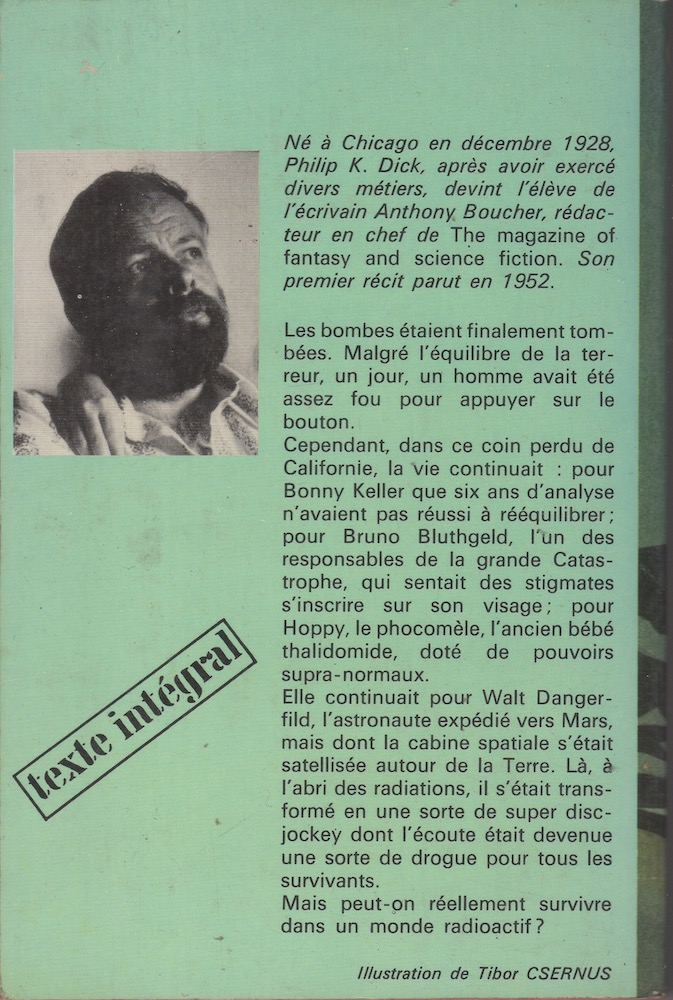 Né à Chicago en décembre 1928,
Philip K. Dick, après avoir exercé
divers métiers, devint l'élève de
l'écrivain Anthony Boucher, rédac-
teur en chef de The magazine of
fantasy and science fiction. Son
premier récit parut en 1952.
Les bombes étaient finalement tom-
bées. Malgré l'équilibre de la ter-
reur, un jour, un homme avait été
assez fou pour appuyer sur le
bouton.
Cependant, dans ce coin perdu de
Californie, la vie continuait : pour
Bonny Keller que six ans d'analyse
n'avaient pas réussi à rééquilibrer ;
pour Bruno Bluthgeld, l'un des
responsables de la grande Catas-
trophe, qui sentait des stigmates
s'inscrire sur son visage ; pour
Hoppy, le phocomèle, l'ancien bébé
thalidomide, doté de pouvoirs
supra-normaux.
Elle continuait pour Walt Danger-
fild, l'astronaute expédié vers Mars,
mais dont la cabine spatiale s'était
satellisée autour de la Terre. Là, à
l'abri des radiations, il s'était trans-
formé en une sorte de super disc-
jockey dont l'écoute était devenue
une sorte de drogue pour tous les
survivants.
Mais peut-on réellement survivre
dans un monde radioactif ?
texte intégral
Illustration de Tibor CSERNUS